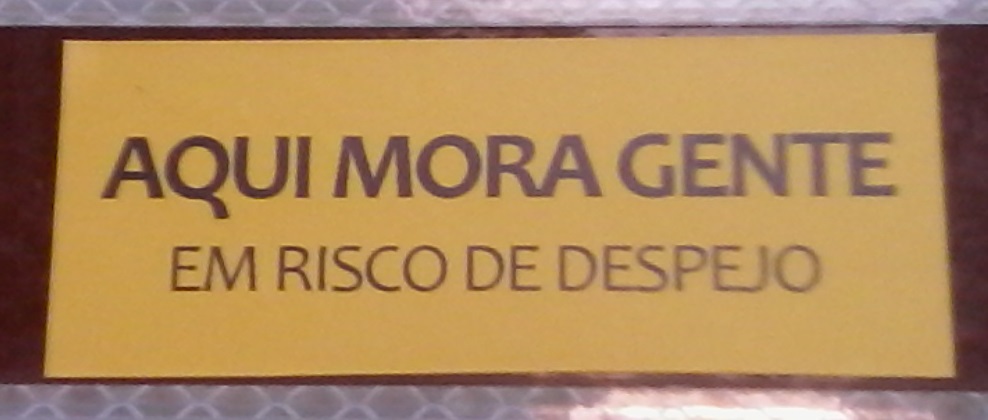 AQUI MORA GENTE
EM RISCO DE DESPEJO